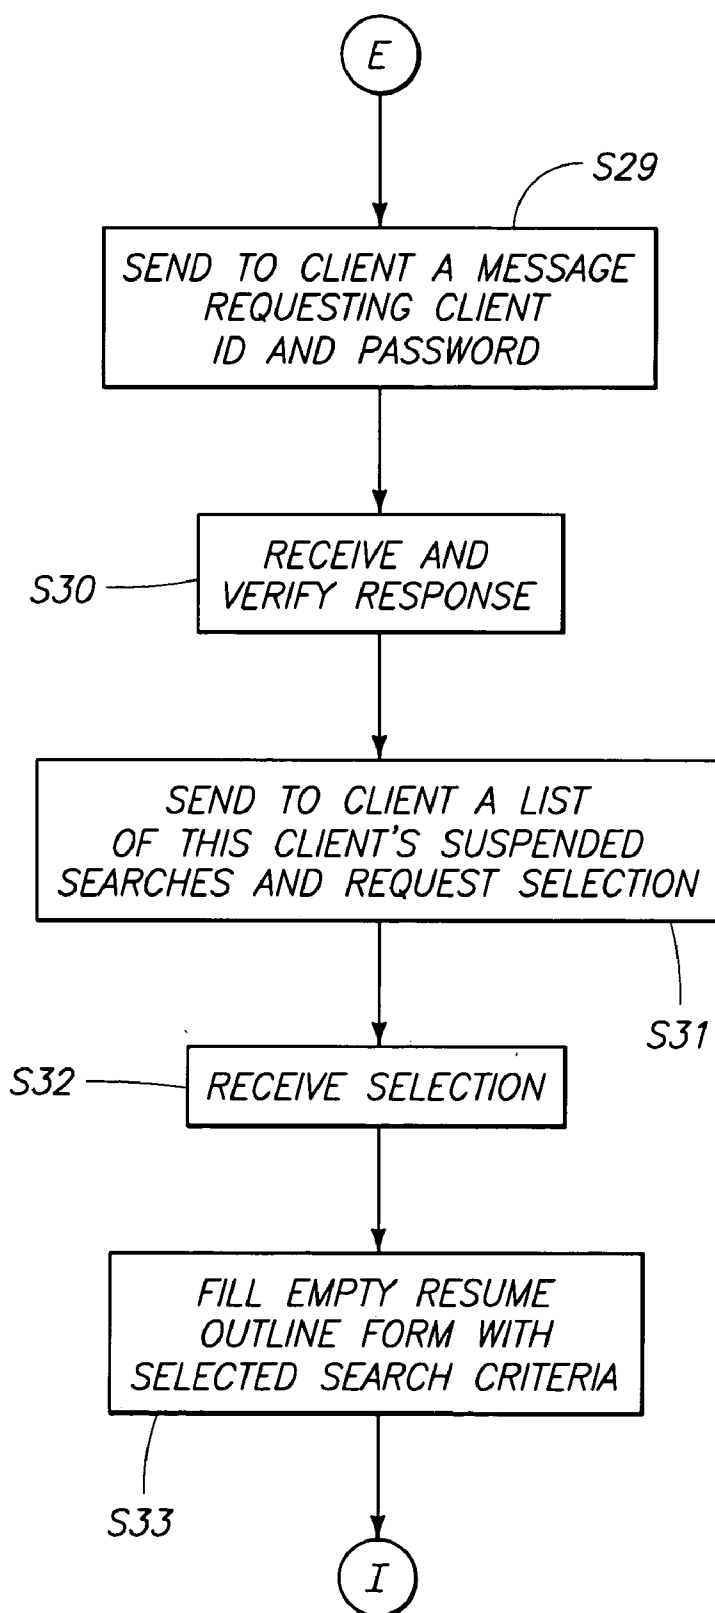 E
S29
SEND TO CLIENT A MESSAGE
REQUESTING CLIENT
ID AND PASSWORD
S30
RECEIVE AND
VERIFY RESPONSE
SEND TO CLIENT A LIST
OF THIS CLIENT'S SUSPENDED
SEARCHES AND REQUEST SELECTION
S31
S32
RECEIVE SELECTION
FILL EMPTY RESUME
OUTLINE FORM WITH
SELECTED SEARCH CRITERIA
S33
I